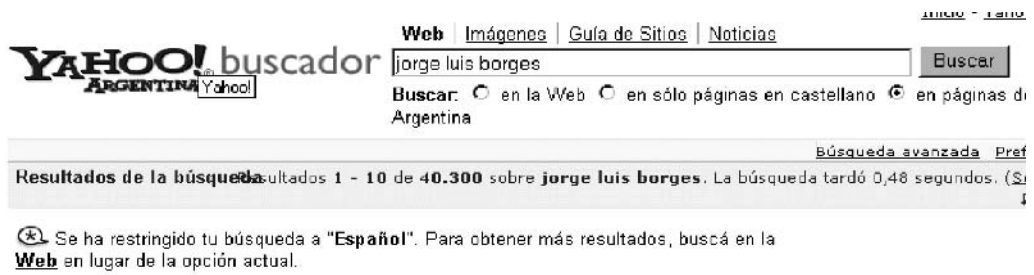 Inicio - Yaho
Web | Imágenes | Guía de Sitios | Noticias
YAHOO! buscador
ARGENTINA
Yahoo!
jorge luis borges
Buscar
Buscar: en la Web en sólo páginas en castellano en páginas de
Argentina
Búsqueda avanzada Pref
Resultados de la búsqueda Resultados 1 - 10 de 40.300 sobre jorge luis borges. La búsqueda tardó 0,48 segundos. (S
Se ha restringido tu búsqueda a "Español". Para obtener más resultados, buscá en la
Web en lugar de la opción actual.